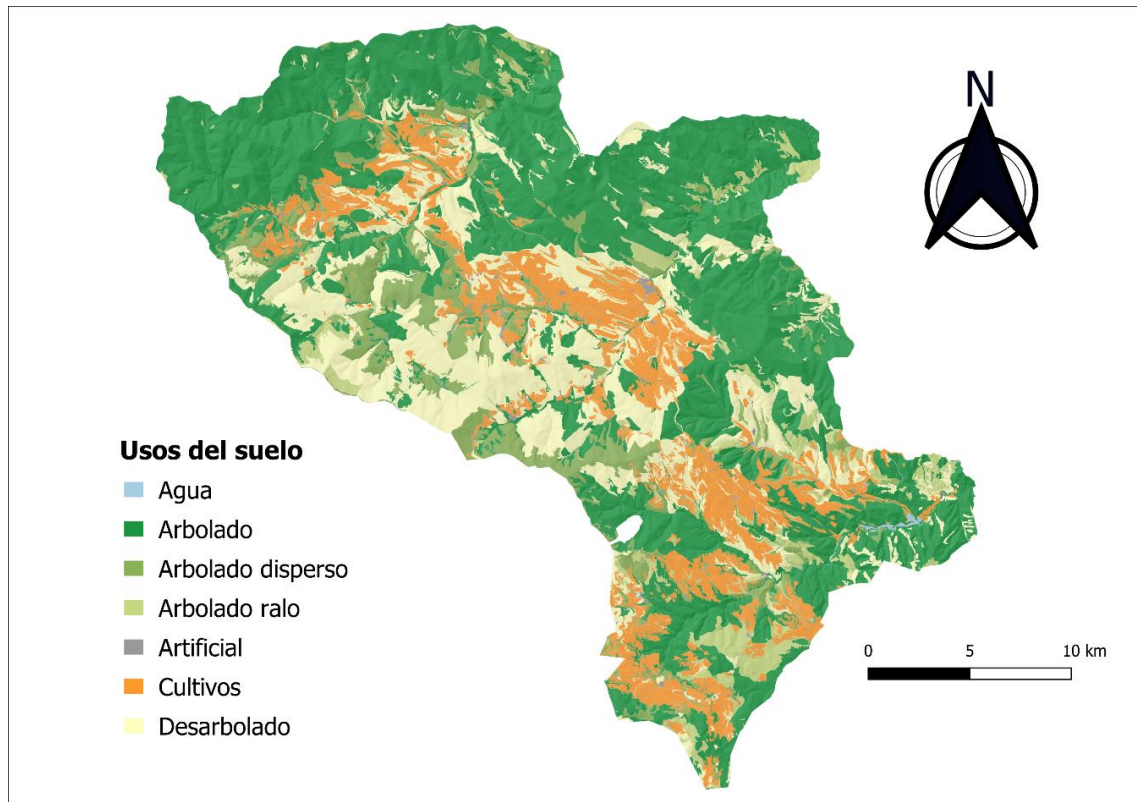 N
Usos del suelo
Agua
Arbolado
Arbolado disperso
Arbolado ralo
Artificial
Cultivos
Desarbolado
0 5 10 km